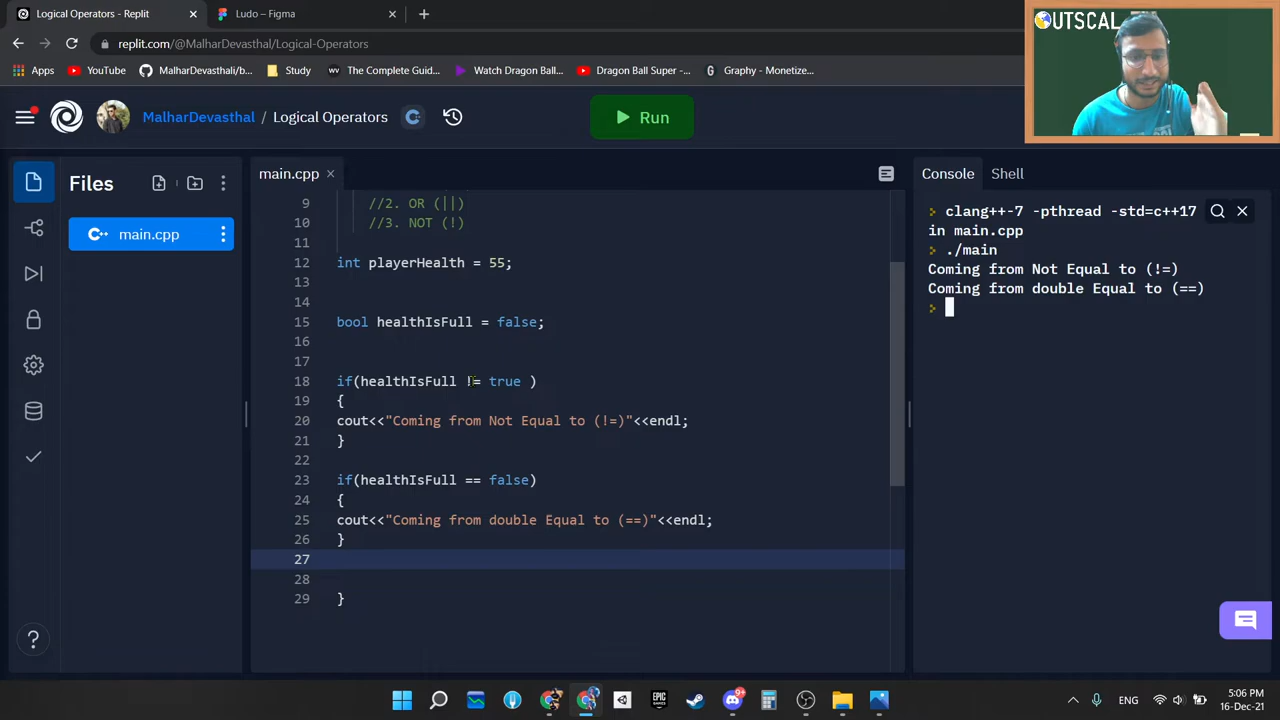 Logical Operators - Replit
Ludo – Figma
replit.com/@MalharDevasthal/Logical-Operators
Apps
YouTube
MalharDevasthali/b...
Study
WV The Complete Guid...
Watch Dragon Ball...
Dragon Ball Super -...
G Graphy - Monetize...
OUTSCAL
MalharDevasthal / Logical Operators
Run
Files
main.cpp
main.cpp
9 //2. OR (||)
10 //3. NOT (!)
11
12 int playerHealth = 55;
13
14
15 bool healthIsFull = false;
16
17
18 if(healthIsFull != true )
19 {
20 cout<<"Coming from Not Equal to (!=)"<<endl;
21 }
22
23 if(healthIsFull == false)
24 {
25 cout<<"Coming from double Equal to (==)"<<endl;
26 }
27
28
29 }
Console
Shell
> clang++-7 -pthread -std=c++17
in main.cpp
> ./main
Coming from Not Equal to (!=)
Coming from double Equal to (==)
>
?
EPIC GAMES
9+
ENG
5:06 PM
16-Dec-21